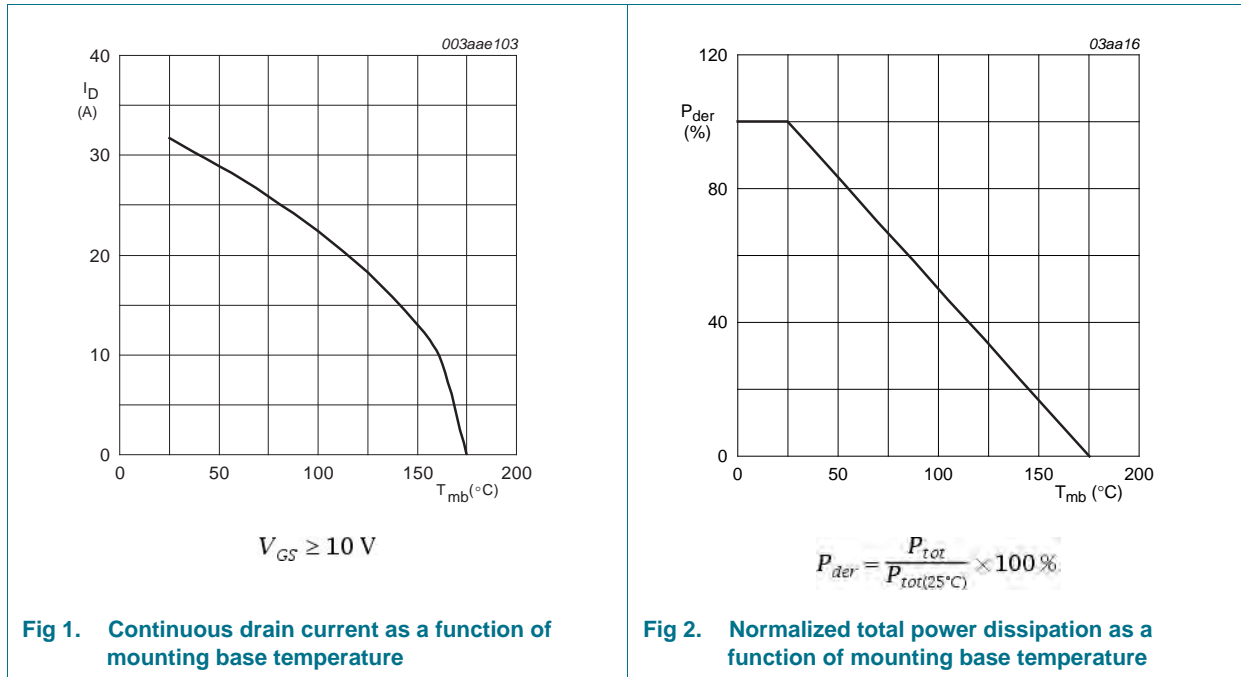 003aae103
40
30
20
10
0
I_D
(A)
0 50 100 150 200
T_mb(°C)
V_GS ≥ 10 V
Fig 1. Continuous drain current as a function of
mounting base temperature
03aa16
120
80
40
0
P_der
(%)
0 50 100 150 200
T_mb (°C)
P_der = P_tot / P_tot(25°C) × 100 %
Fig 2. Normalized total power dissipation as a
function of mounting base temperature